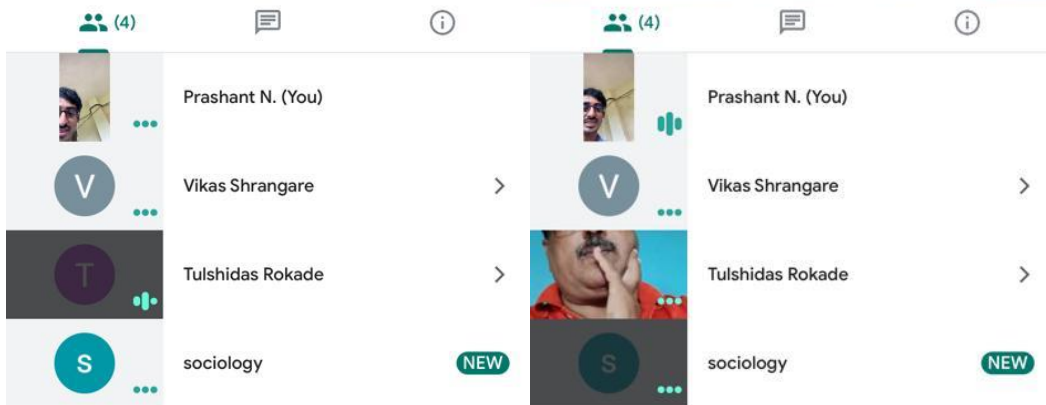 (4)
Prashant N. (You)
V
Vikas Shrangare
T
Tulshidas Rokade
S
sociology
NEW
(4)
Prashant N. (You)
V
Vikas Shrangare
Tulshidas Rokade
S
sociology
NEW